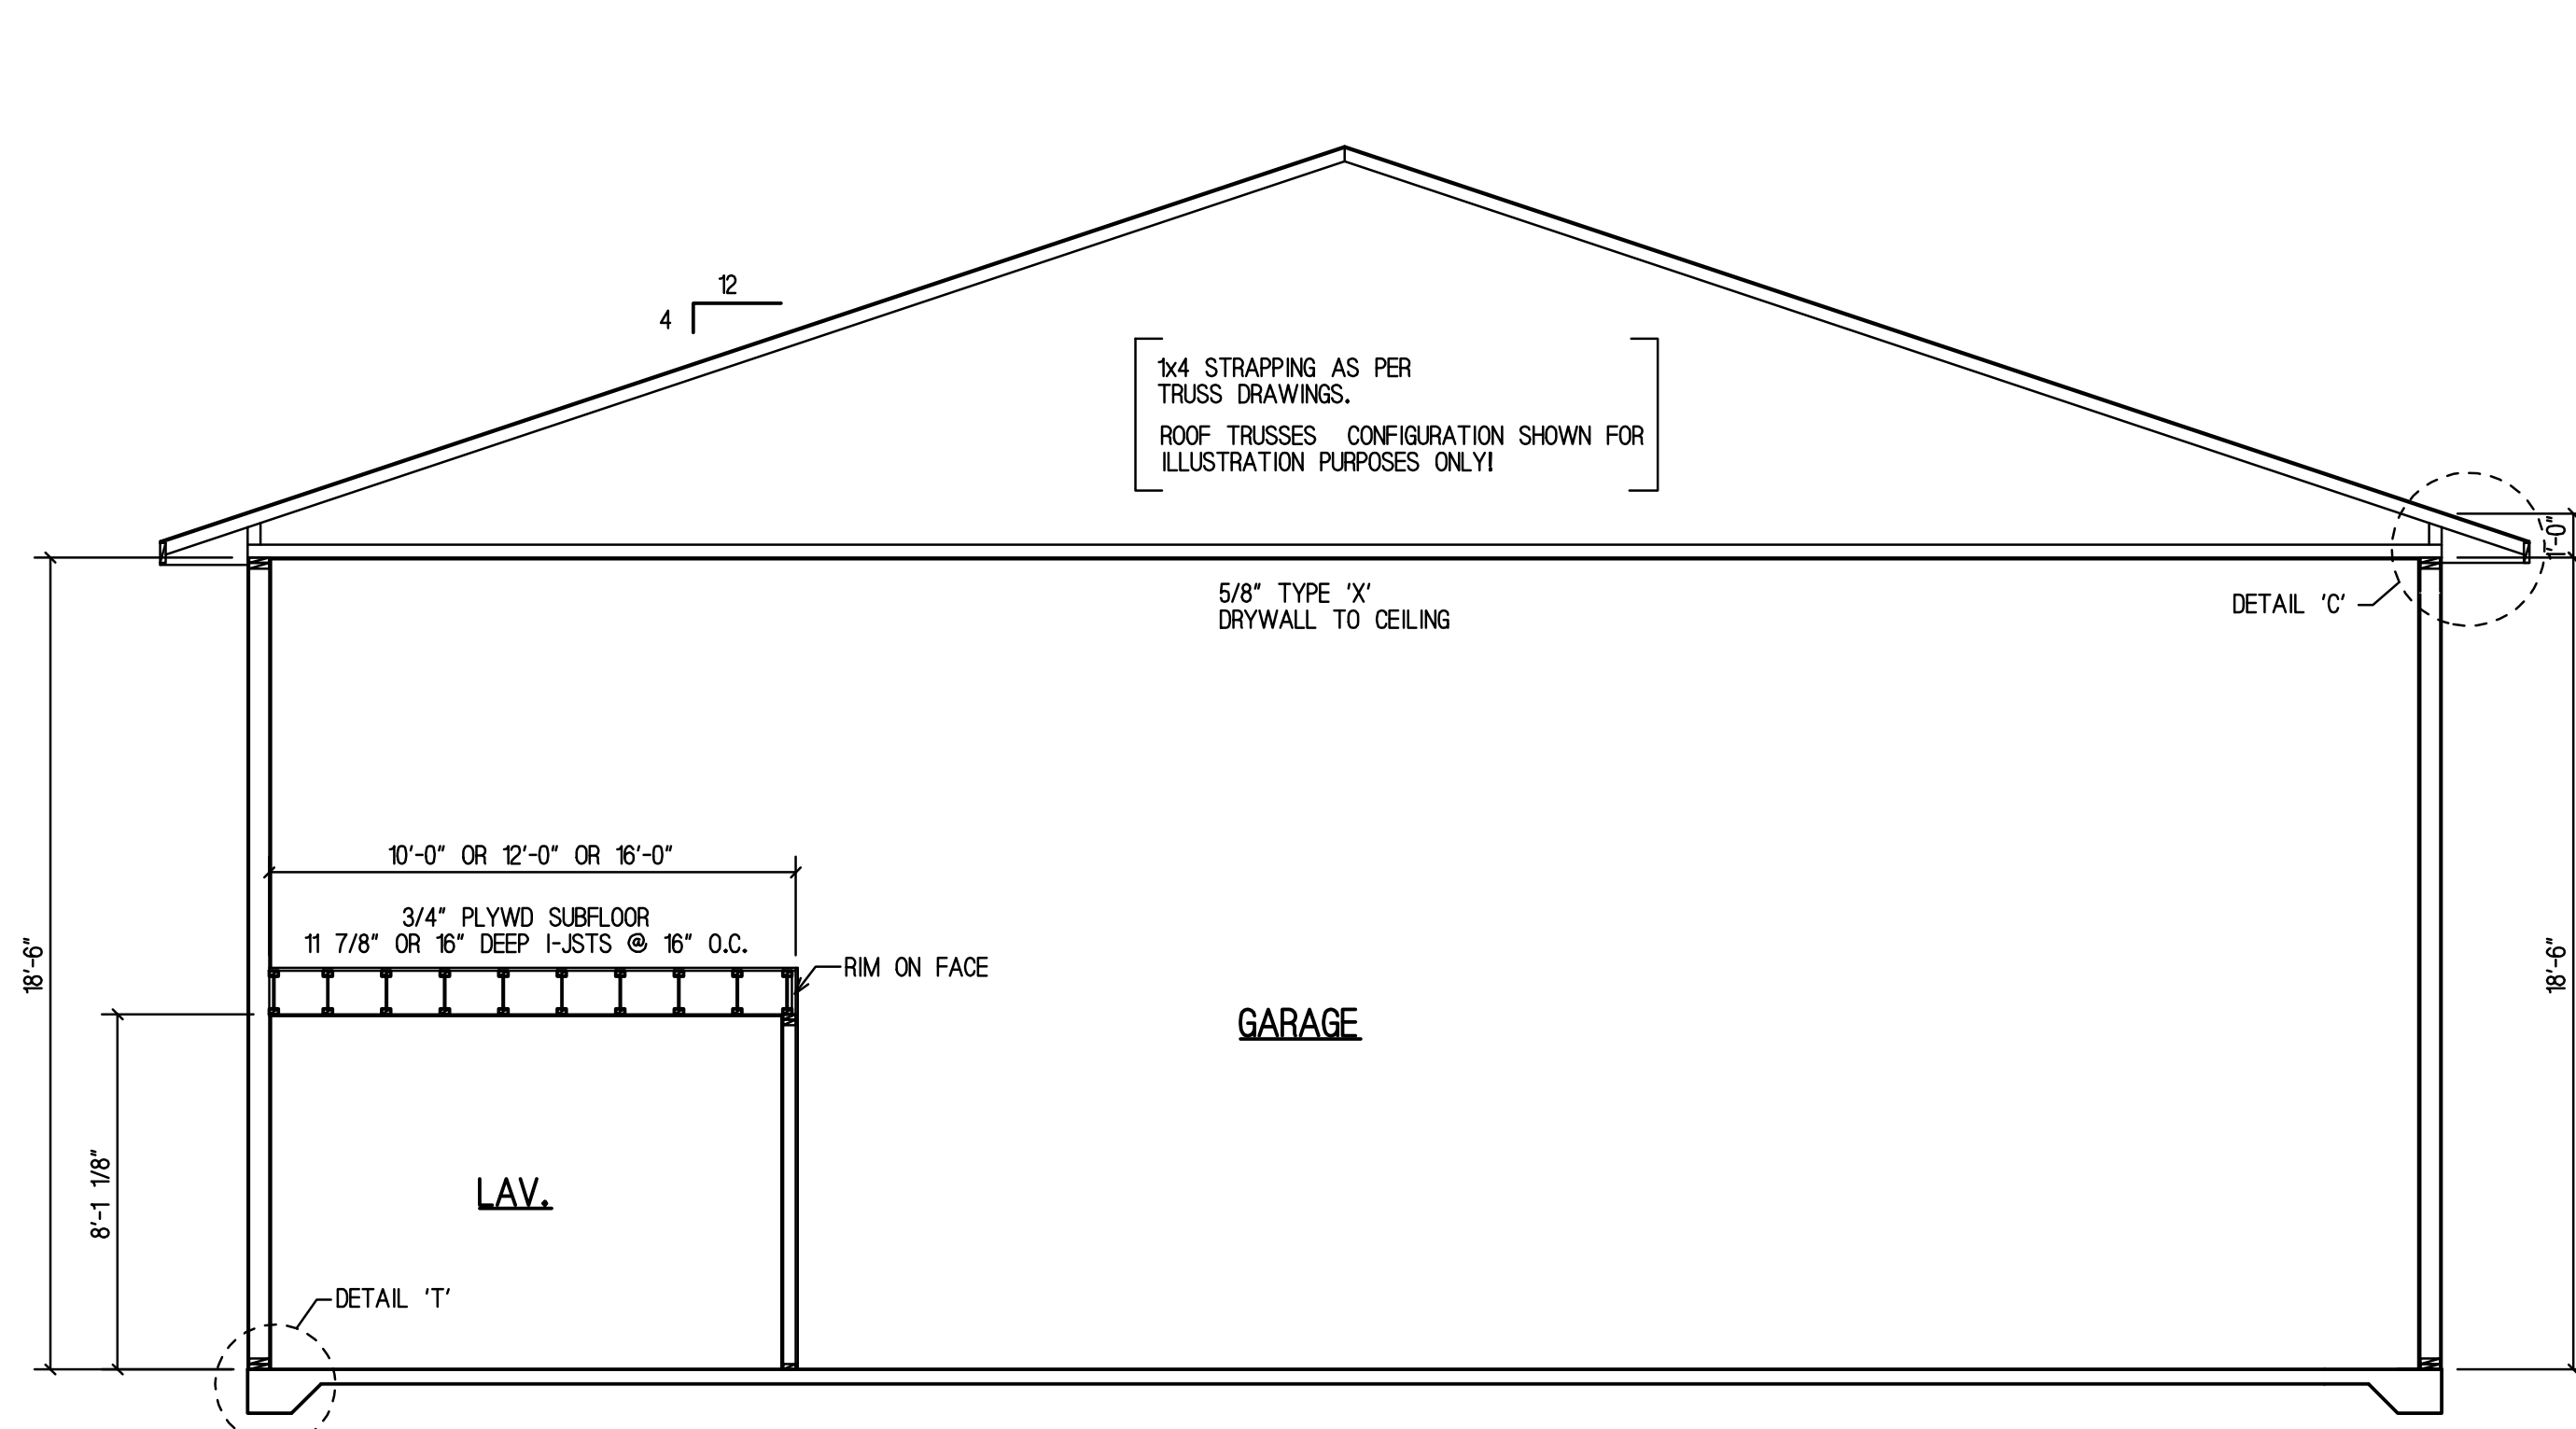 12
4
1x4 STRAPPING AS PER
TRUSS DRAWINGS.
ROOF TRUSSES CONFIGURATION SHOWN FOR
ILLUSTRATION PURPOSES ONLY!
1'-0"
5/8" TYPE 'X'
DRYWALL TO CEILING
DETAIL 'C'
10'-0" OR 12'-0" OR 16'-0"
3/4" PLYWD SUBFLOOR
11 7/8" OR 16" DEEP I-JSTS @ 16" O.C.
RIM ON FACE
18'-6"
18'-6"
GARAGE
8'-1 1/8"
LAV.
DETAIL 'T'